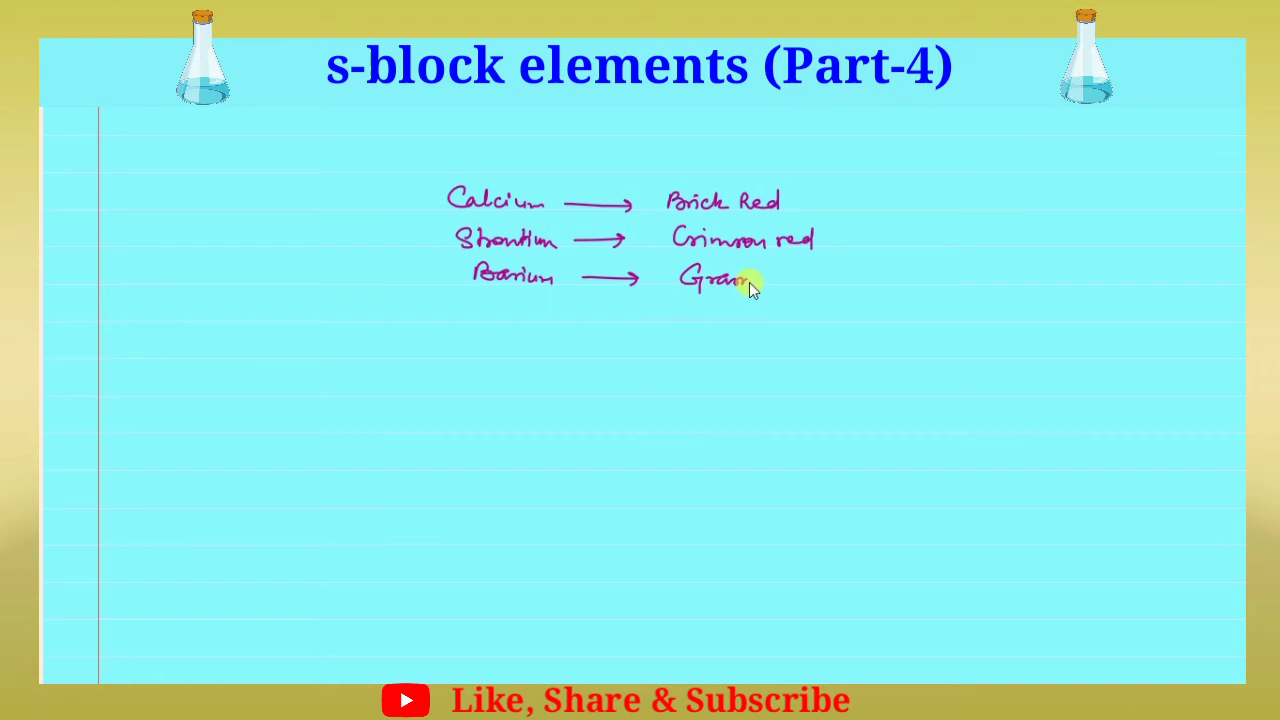 s-block elements (Part-4)
Calcium → Brick Red
Strontium → Crimson red
Barium →
Like, Share & Subscribe